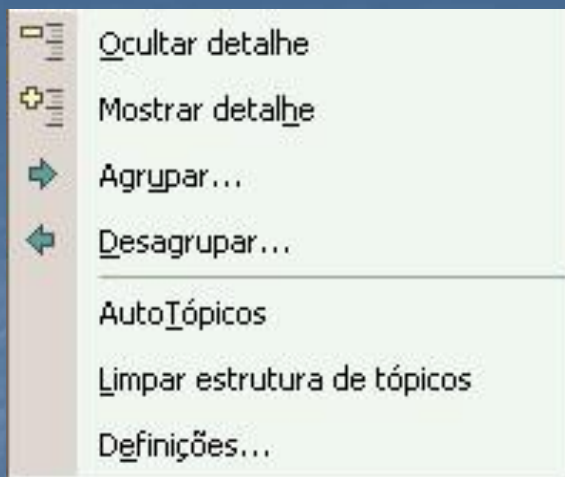 Ocultar detalhe
Mostrar detalhe
Agrupar...
Desagrupar...
AutoTópicos
Limpar estrutura de tópicos
Definições...